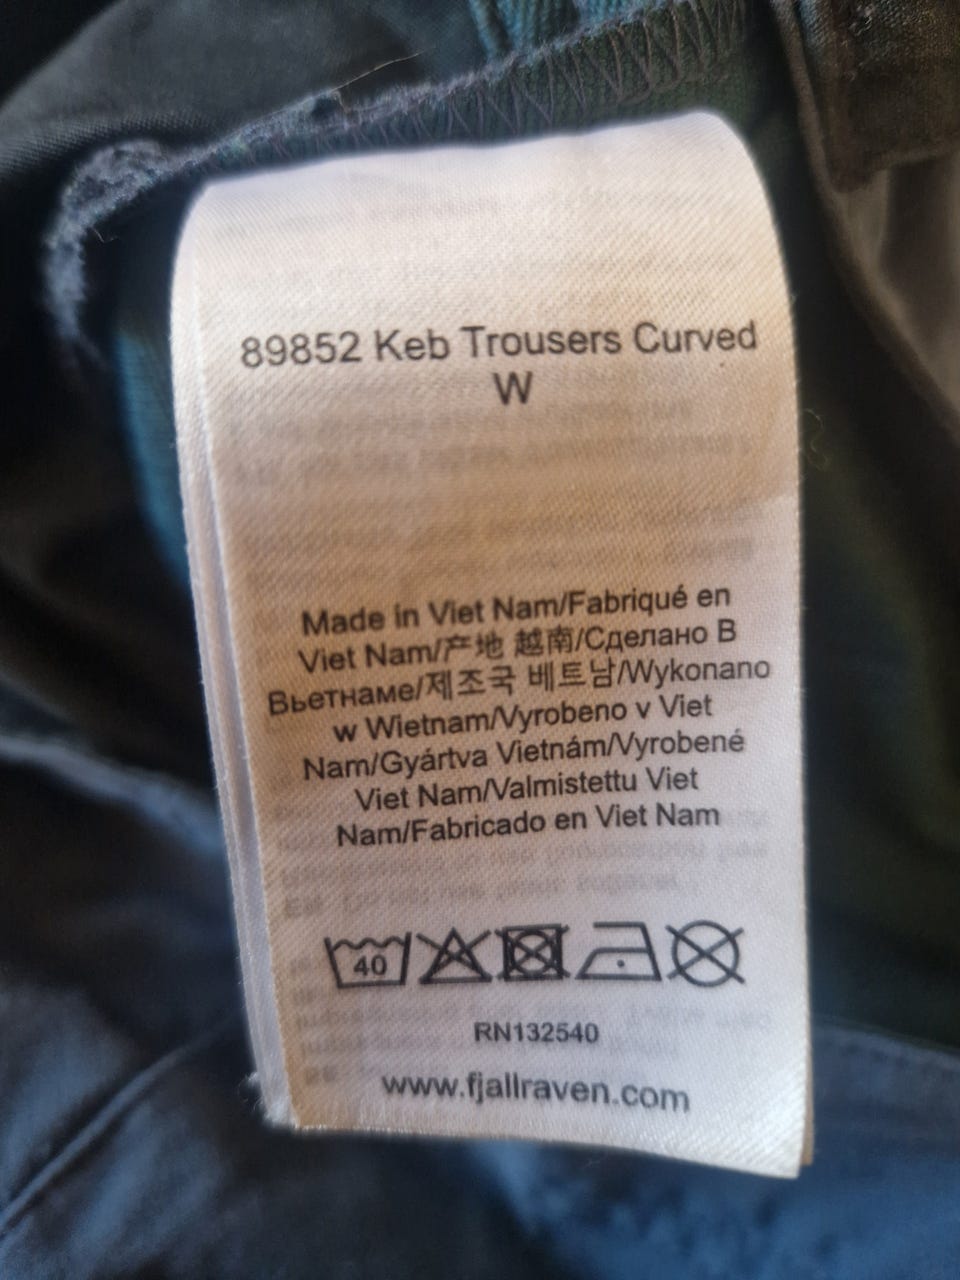 89852 Keb Trousers Curved
W
Made in Viet Nam/Fabriqué en
Viet Nam/产地 越南/Сделано В
Вьетнаме/제조국 베트남/Wykonano
w Wietnam/Vyrobeno v Viet
Nam/Gyártva Vietnám/Vyrobené
Viet Nam/Valmistettu Viet
Nam/Fabricado en Viet Nam
40
RN132540
www.fjallraven.com